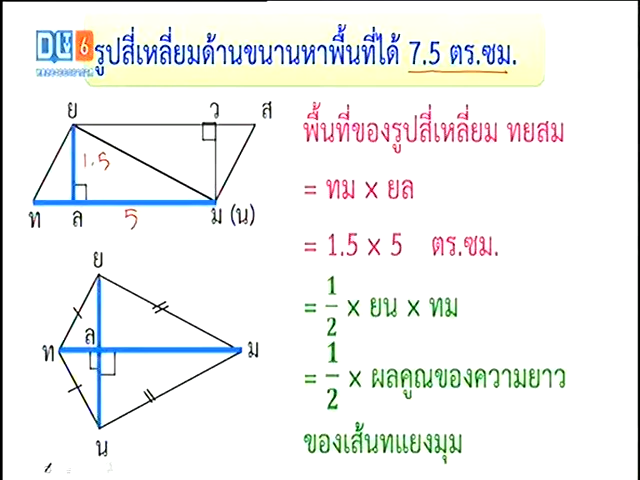 DLTV 6
รูปสี่เหลี่ยมด้านขนานหาพื้นที่ได้ 7.5 ตร.ซม.
ย ว ส
1.5
ท ล 5 ม (น)
พื้นที่ของรูปสี่เหลี่ยม ทยสม
= ทม × ยล
= 1.5 × 5 ตร.ซม.
= 1/2 × ยน × ทม
= 1/2 × ผลคูณของความยาว
ของเส้นทแยงมุม
ย
ล
ท ม
น